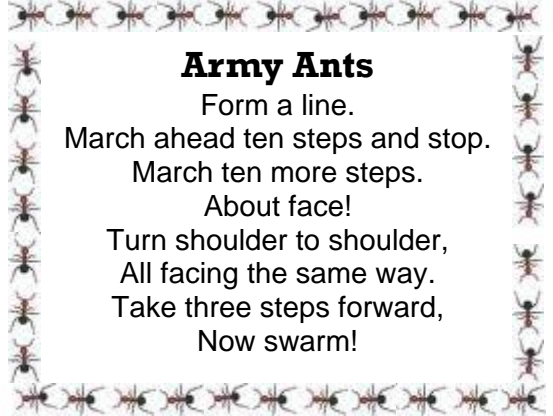 Army Ants
Form a line.
March ahead ten steps and stop.
March ten more steps.
About face!
Turn shoulder to shoulder,
All facing the same way.
Take three steps forward,
Now swarm!